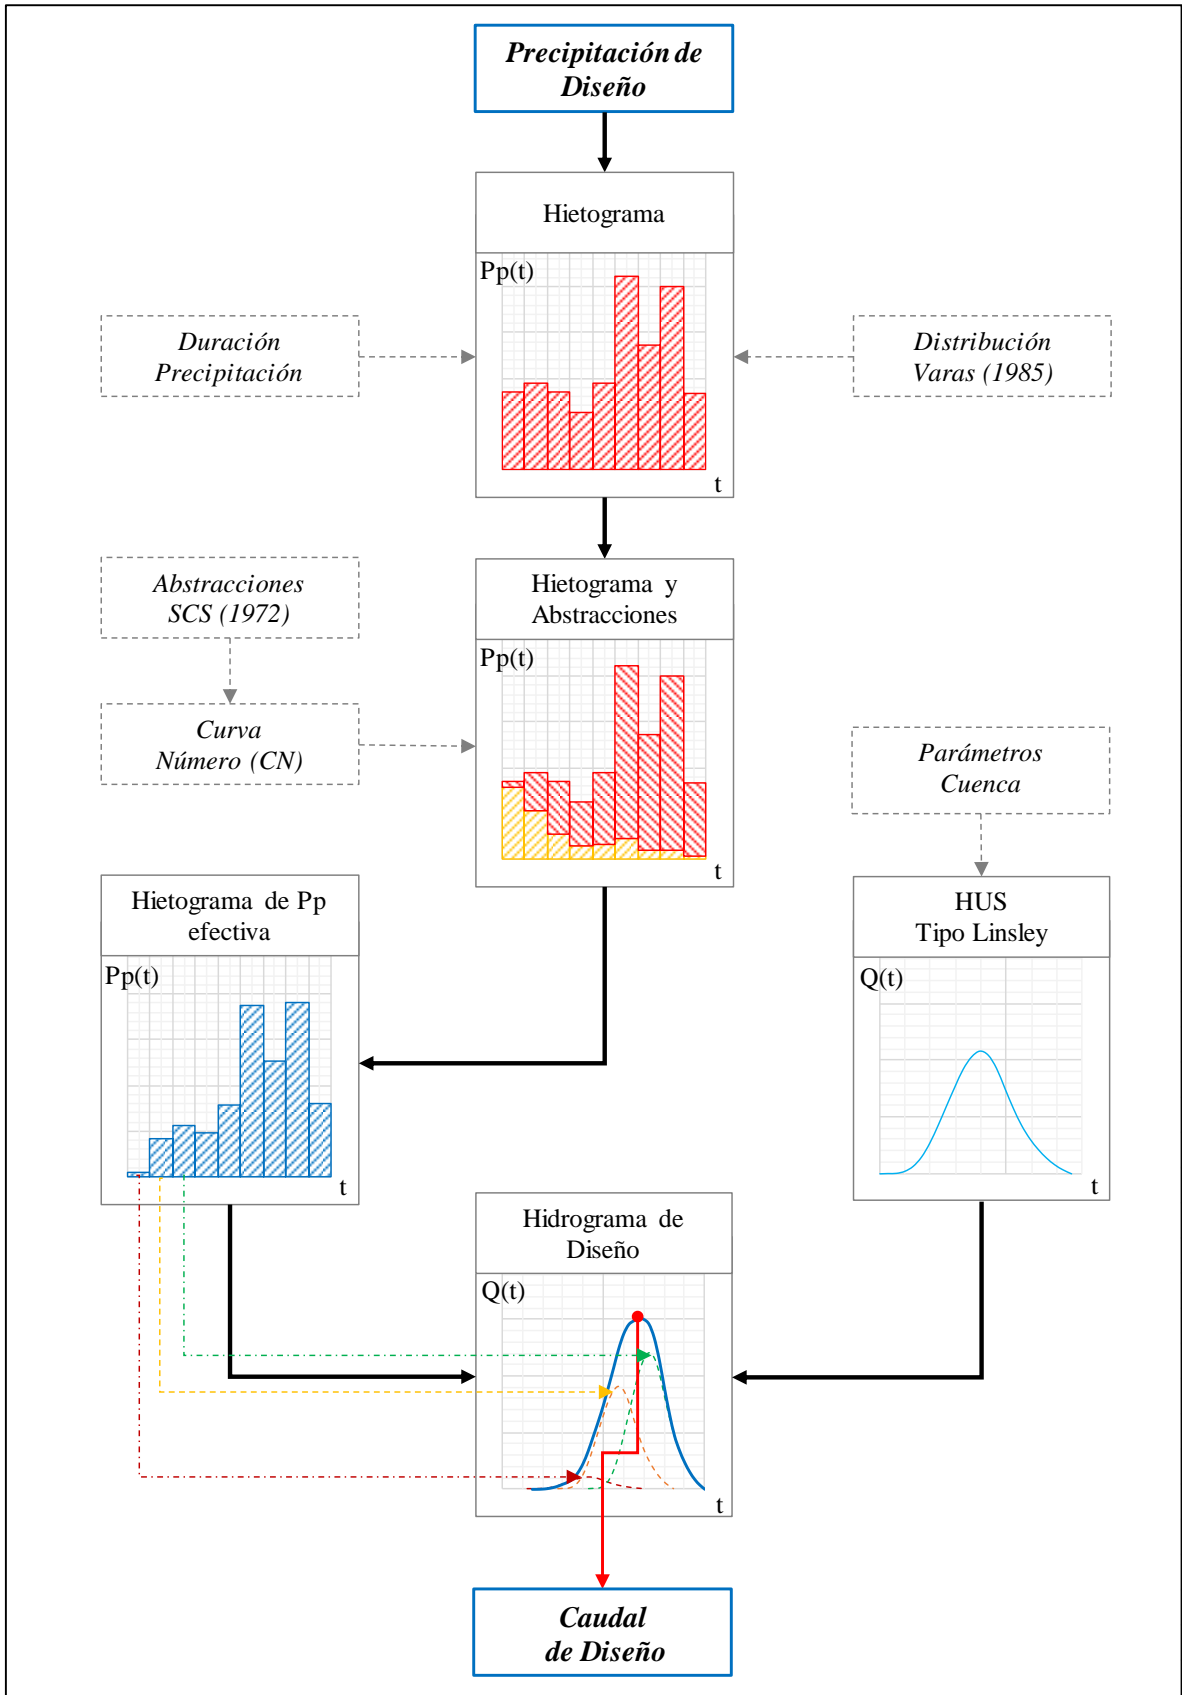 Precipitación de
Diseño
Hietograma
Pp(t)
t
Duración
Precipitación
Distribución
Varas (1985)
Abstracciones
SCS (1972)
Hietograma y
Abstracciones
Pp(t)
t
Curva
Número (CN)
Parámetros
Cuenca
Hietograma de Pp
efectiva
Pp(t)
t
HUS
Tipo Linsley
Q(t)
t
Hidrograma de
Diseño
Q(t)
t
Caudal
de Diseño